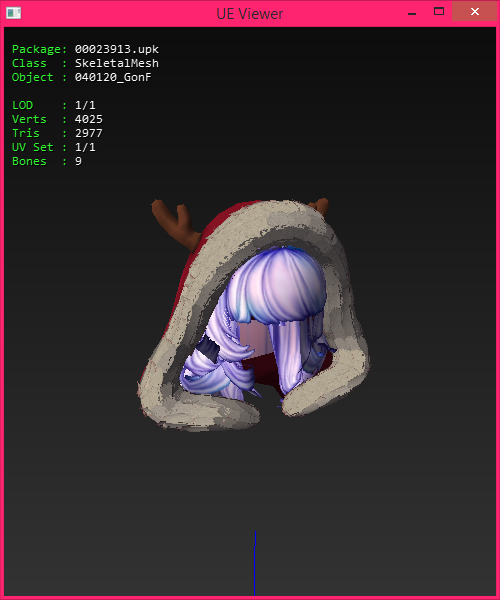 UE Viewer
Package: 00023913.upk
Class : SkeletalMesh
Object : 040120_GonF
LOD : 1/1
Verts : 4025
Tris : 2977
UV Set : 1/1
Bones : 9